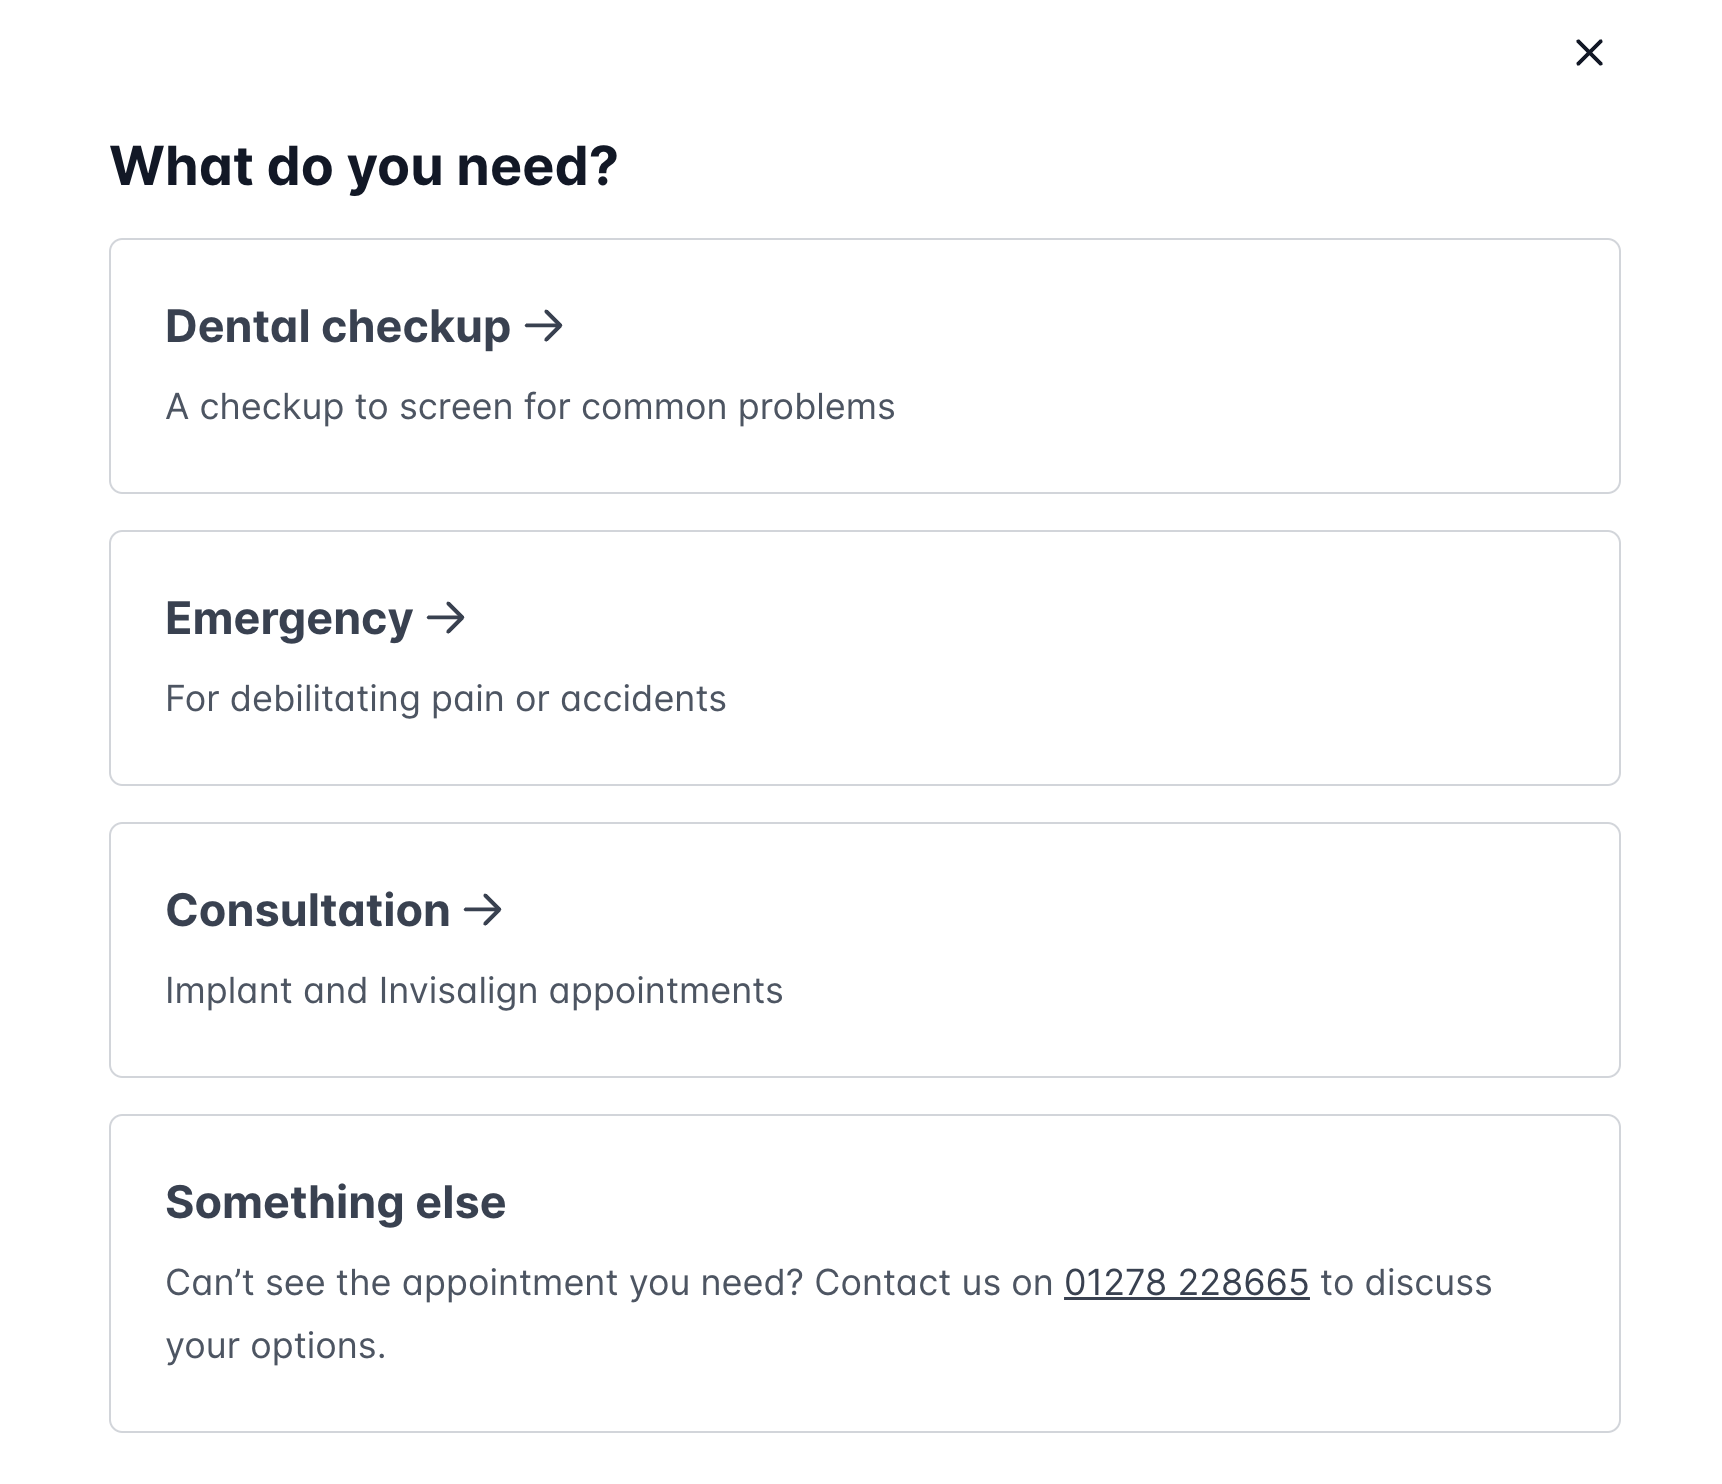 What do you need?
Dental checkup →
A checkup to screen for common problems
Emergency →
For debilitating pain or accidents
Consultation →
Implant and Invisalign appointments
Something else
Can’t see the appointment you need? Contact us on 01278 228665 to discuss
your options.